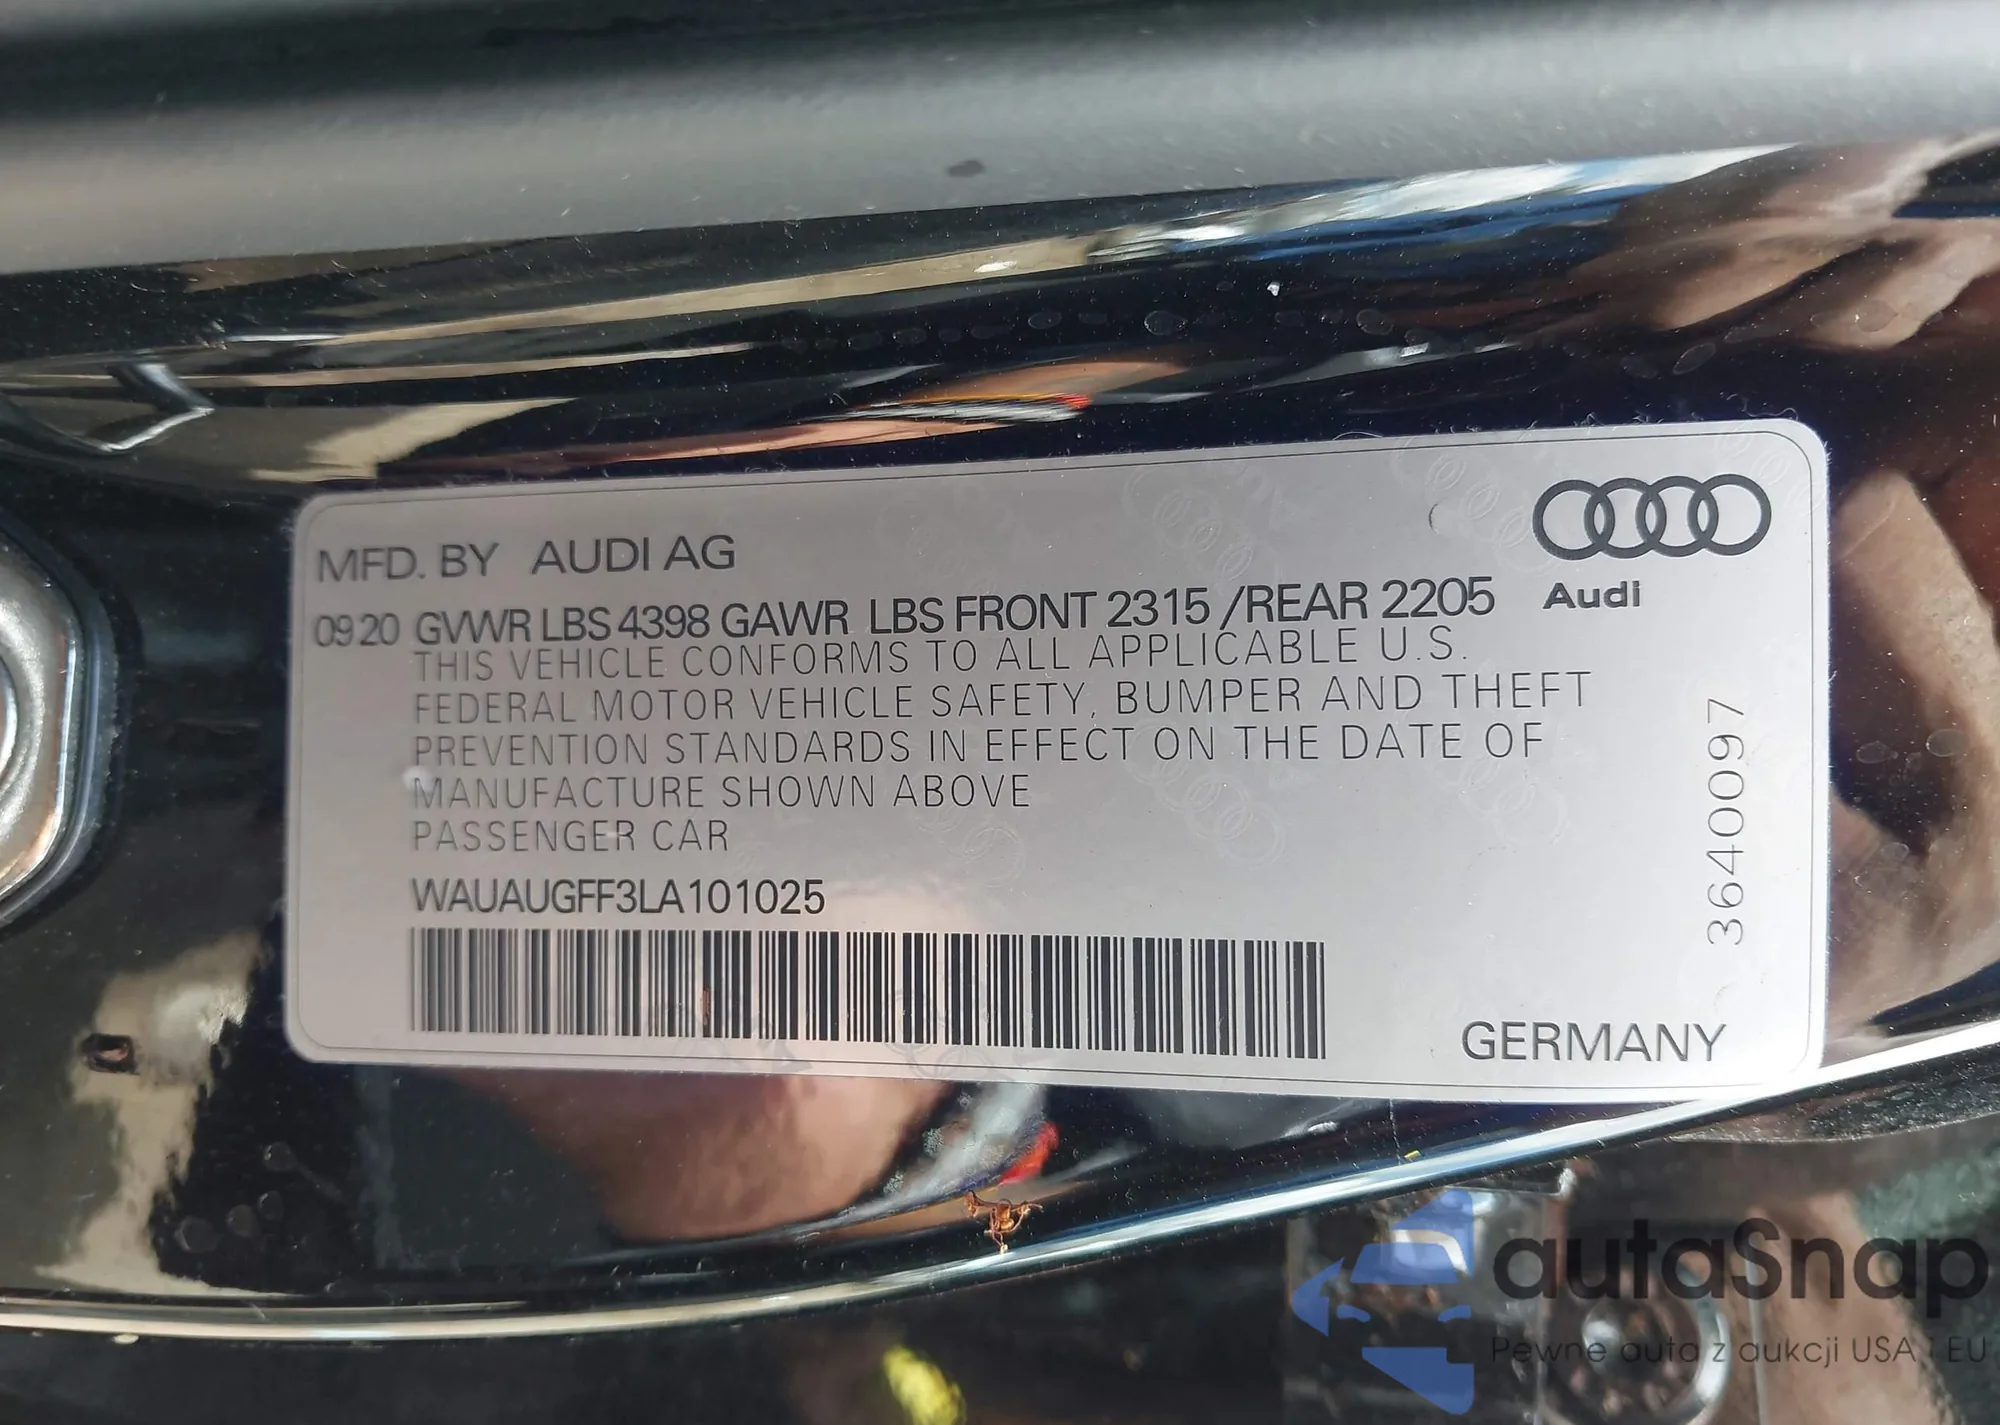 MFD. BY AUDI AG
09 20 GVWR LBS 4398 GAWR LBS FRONT 2315 /REAR 2205
Audi
THIS VEHICLE CONFORMS TO ALL APPLICABLE U.S.
FEDERAL MOTOR VEHICLE SAFETY, BUMPER AND THEFT
PREVENTION STANDARDS IN EFFECT ON THE DATE OF
MANUFACTURE SHOWN ABOVE
PASSENGER CAR
WAUAUGFF3LA101025
3640097
GERMANY
autaSnap
Pewne auta z aukcji USA i EU